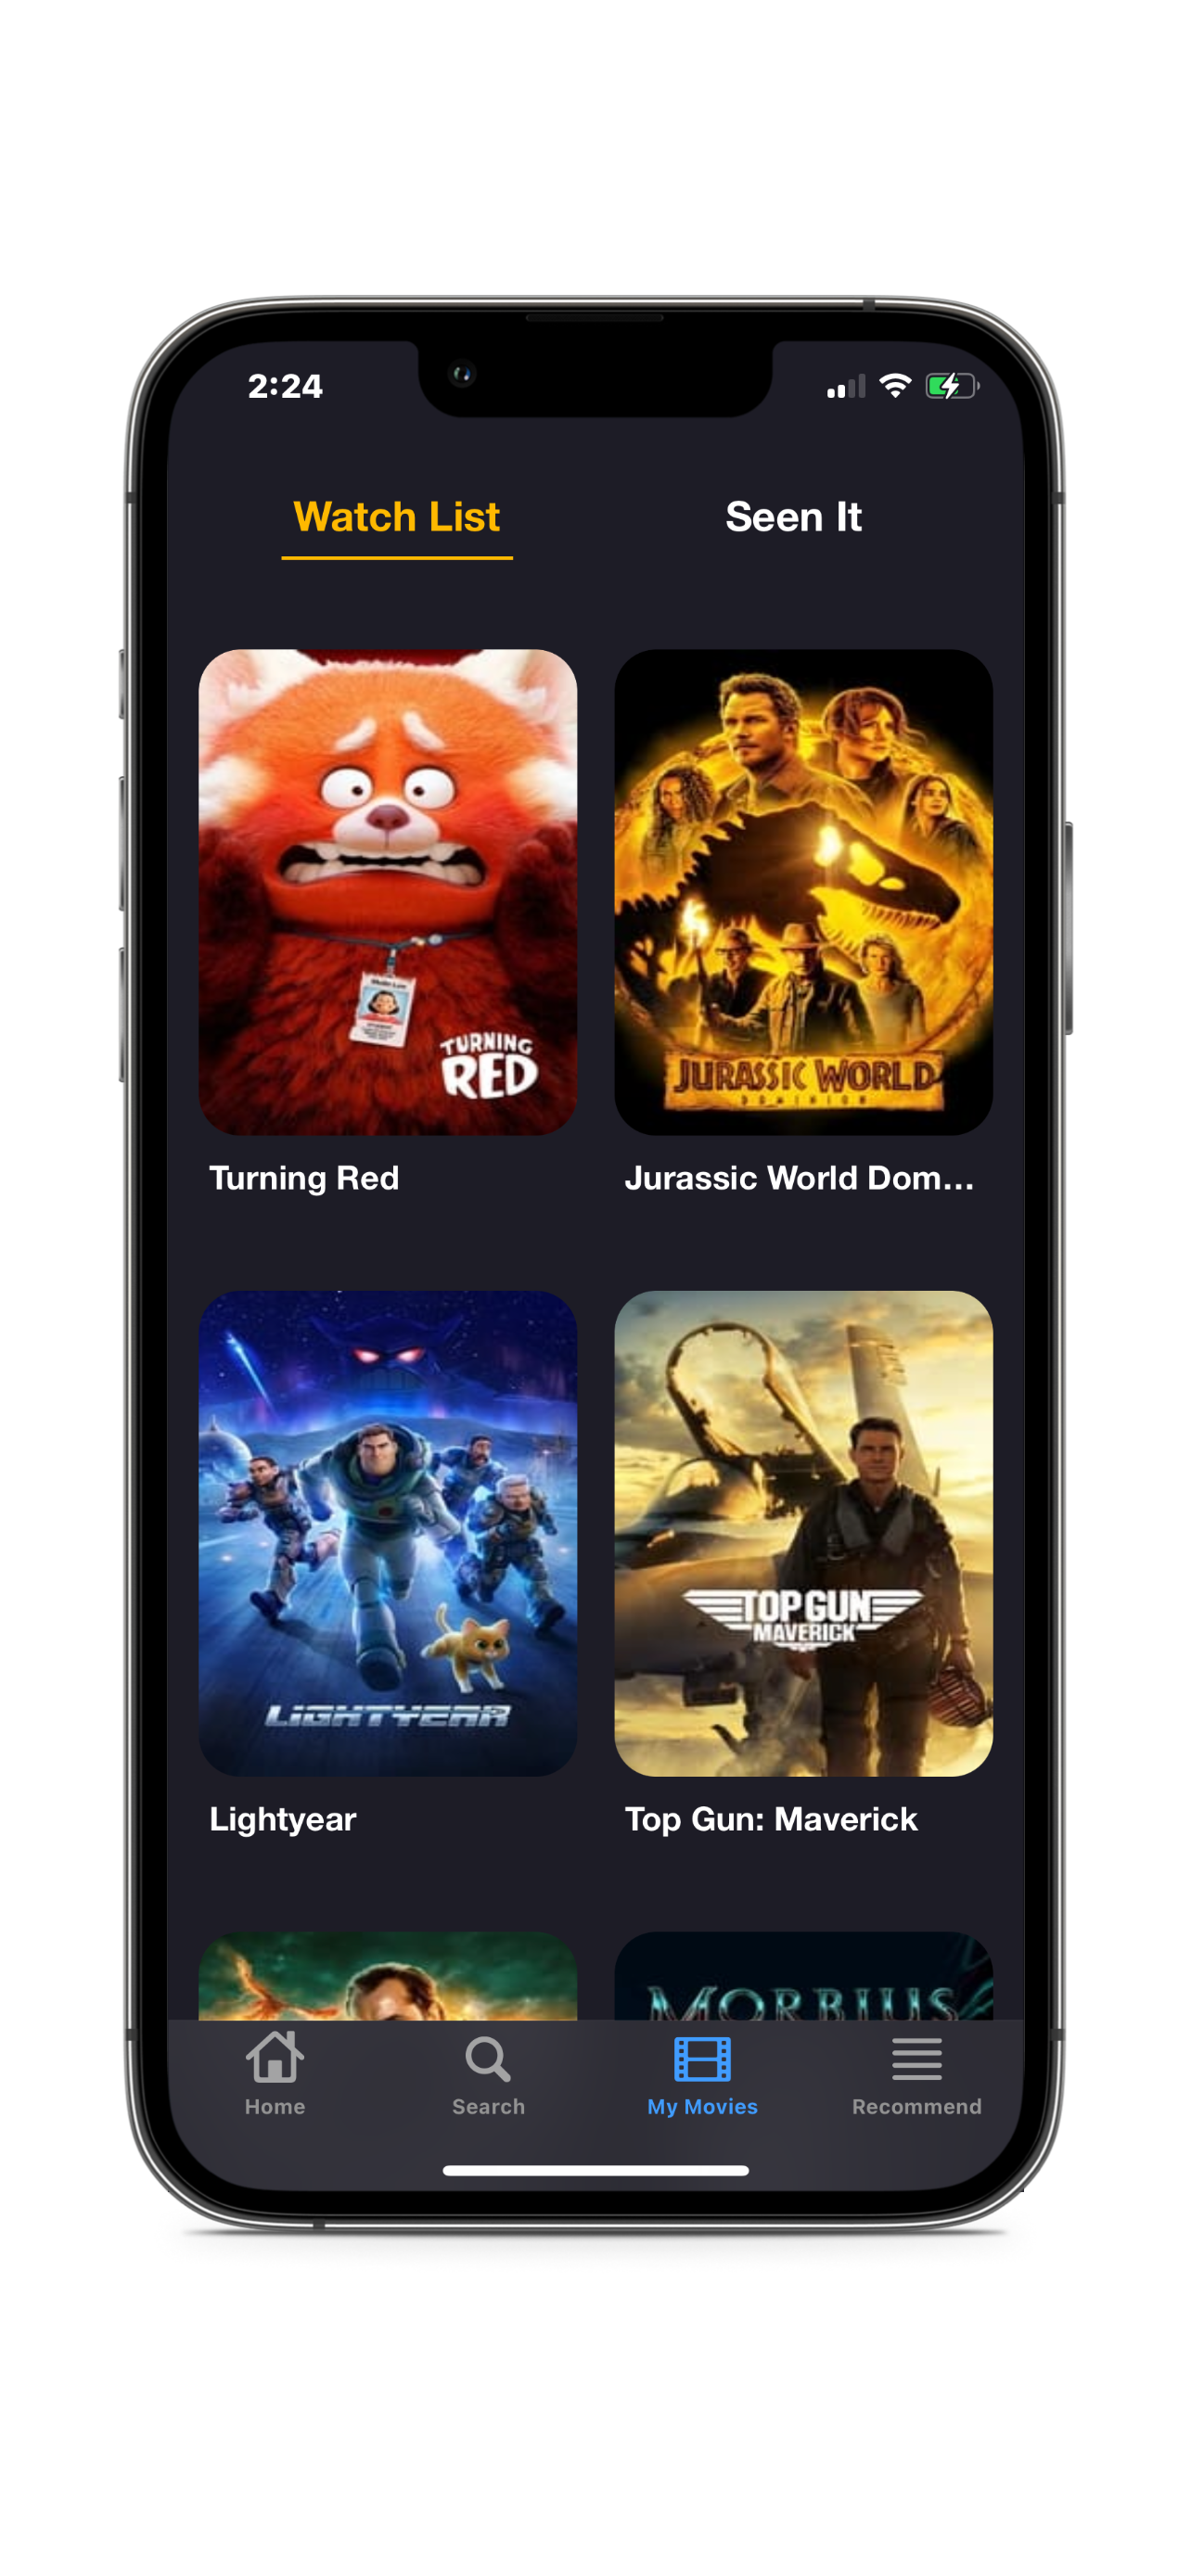 2:24
Watch List
Seen It
TURNING
RED
JURASSIC WORLD
DOMINION
Turning Red
Jurassic World Dom...
LIGHTYEAR
TOP GUN
MAVERICK
Lightyear
Top Gun: Maverick
MORBIUS
Home
Search
My Movies
Recommend